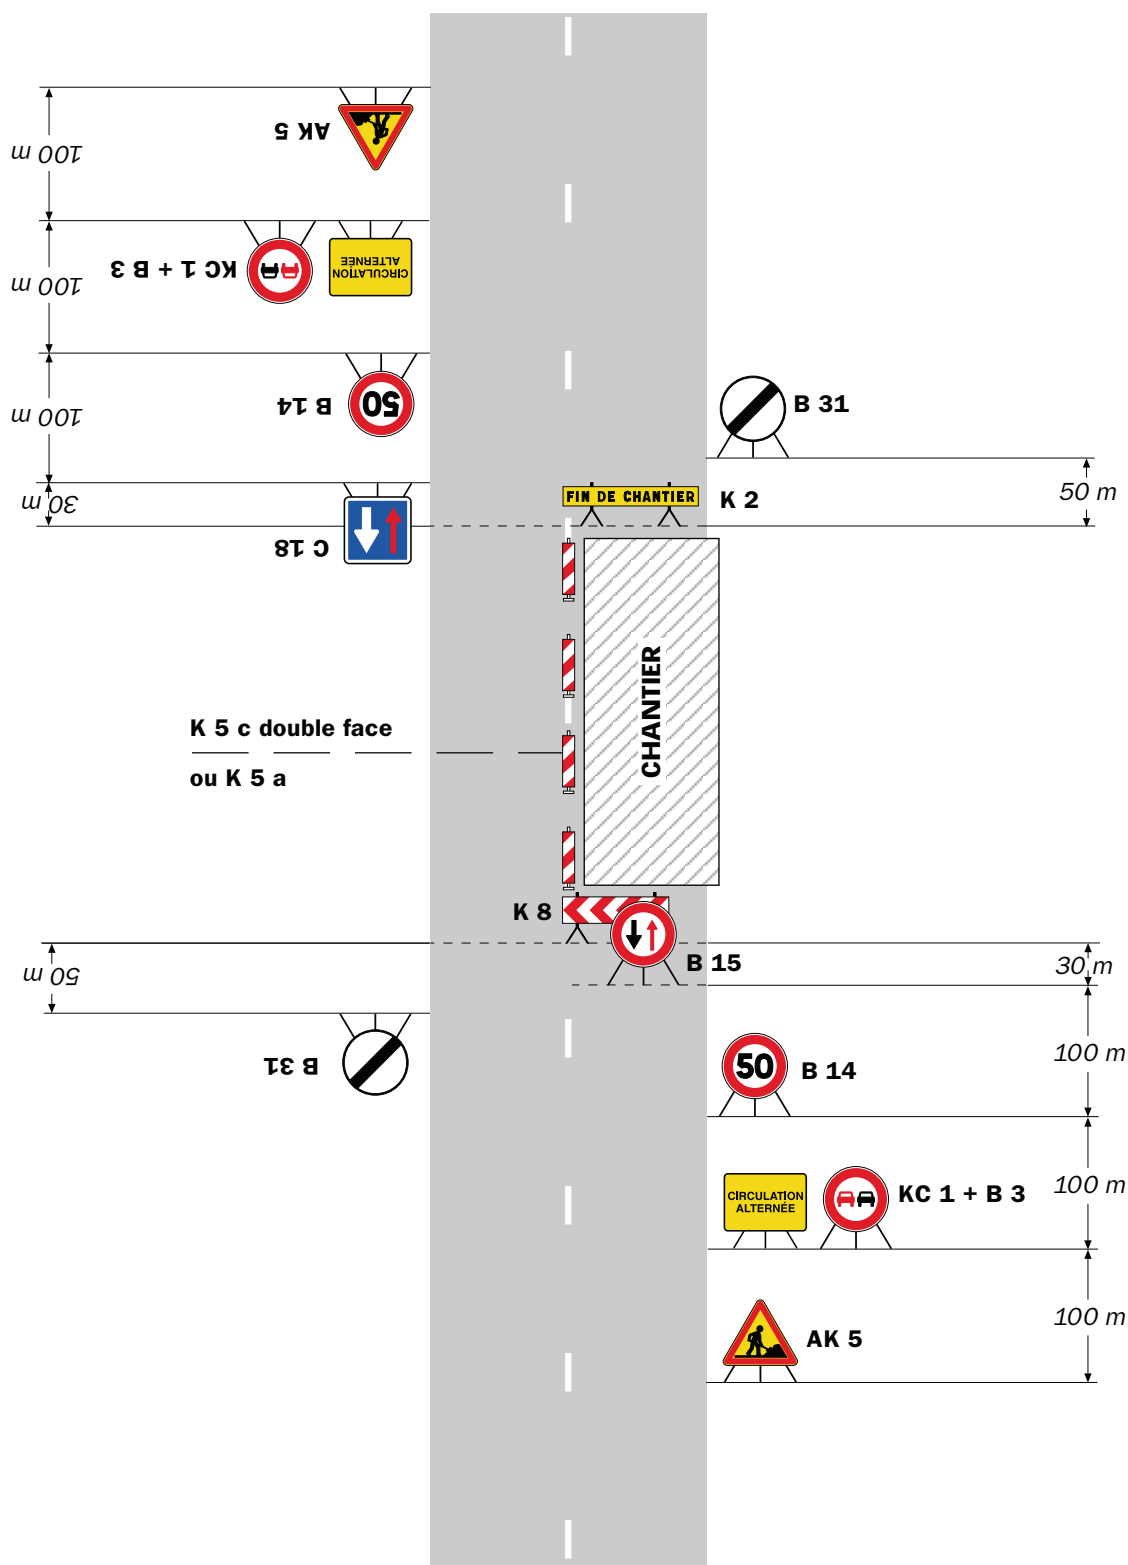 AK 5
100 m
KC 1 + B 3
CIRCULATION
ALTERNÉE
100 m
B 14
50
100 m
C 18
30 m
B 31
50 m
FIN DE CHANTIER
K 2
CHANTIER
K 5 c double face
ou K 5 a
K 8
B 15
30 m
50 m
B 31
50
B 14
100 m
CIRCULATION
ALTERNÉE
KC 1 + B 3
100 m
AK 5
100 m